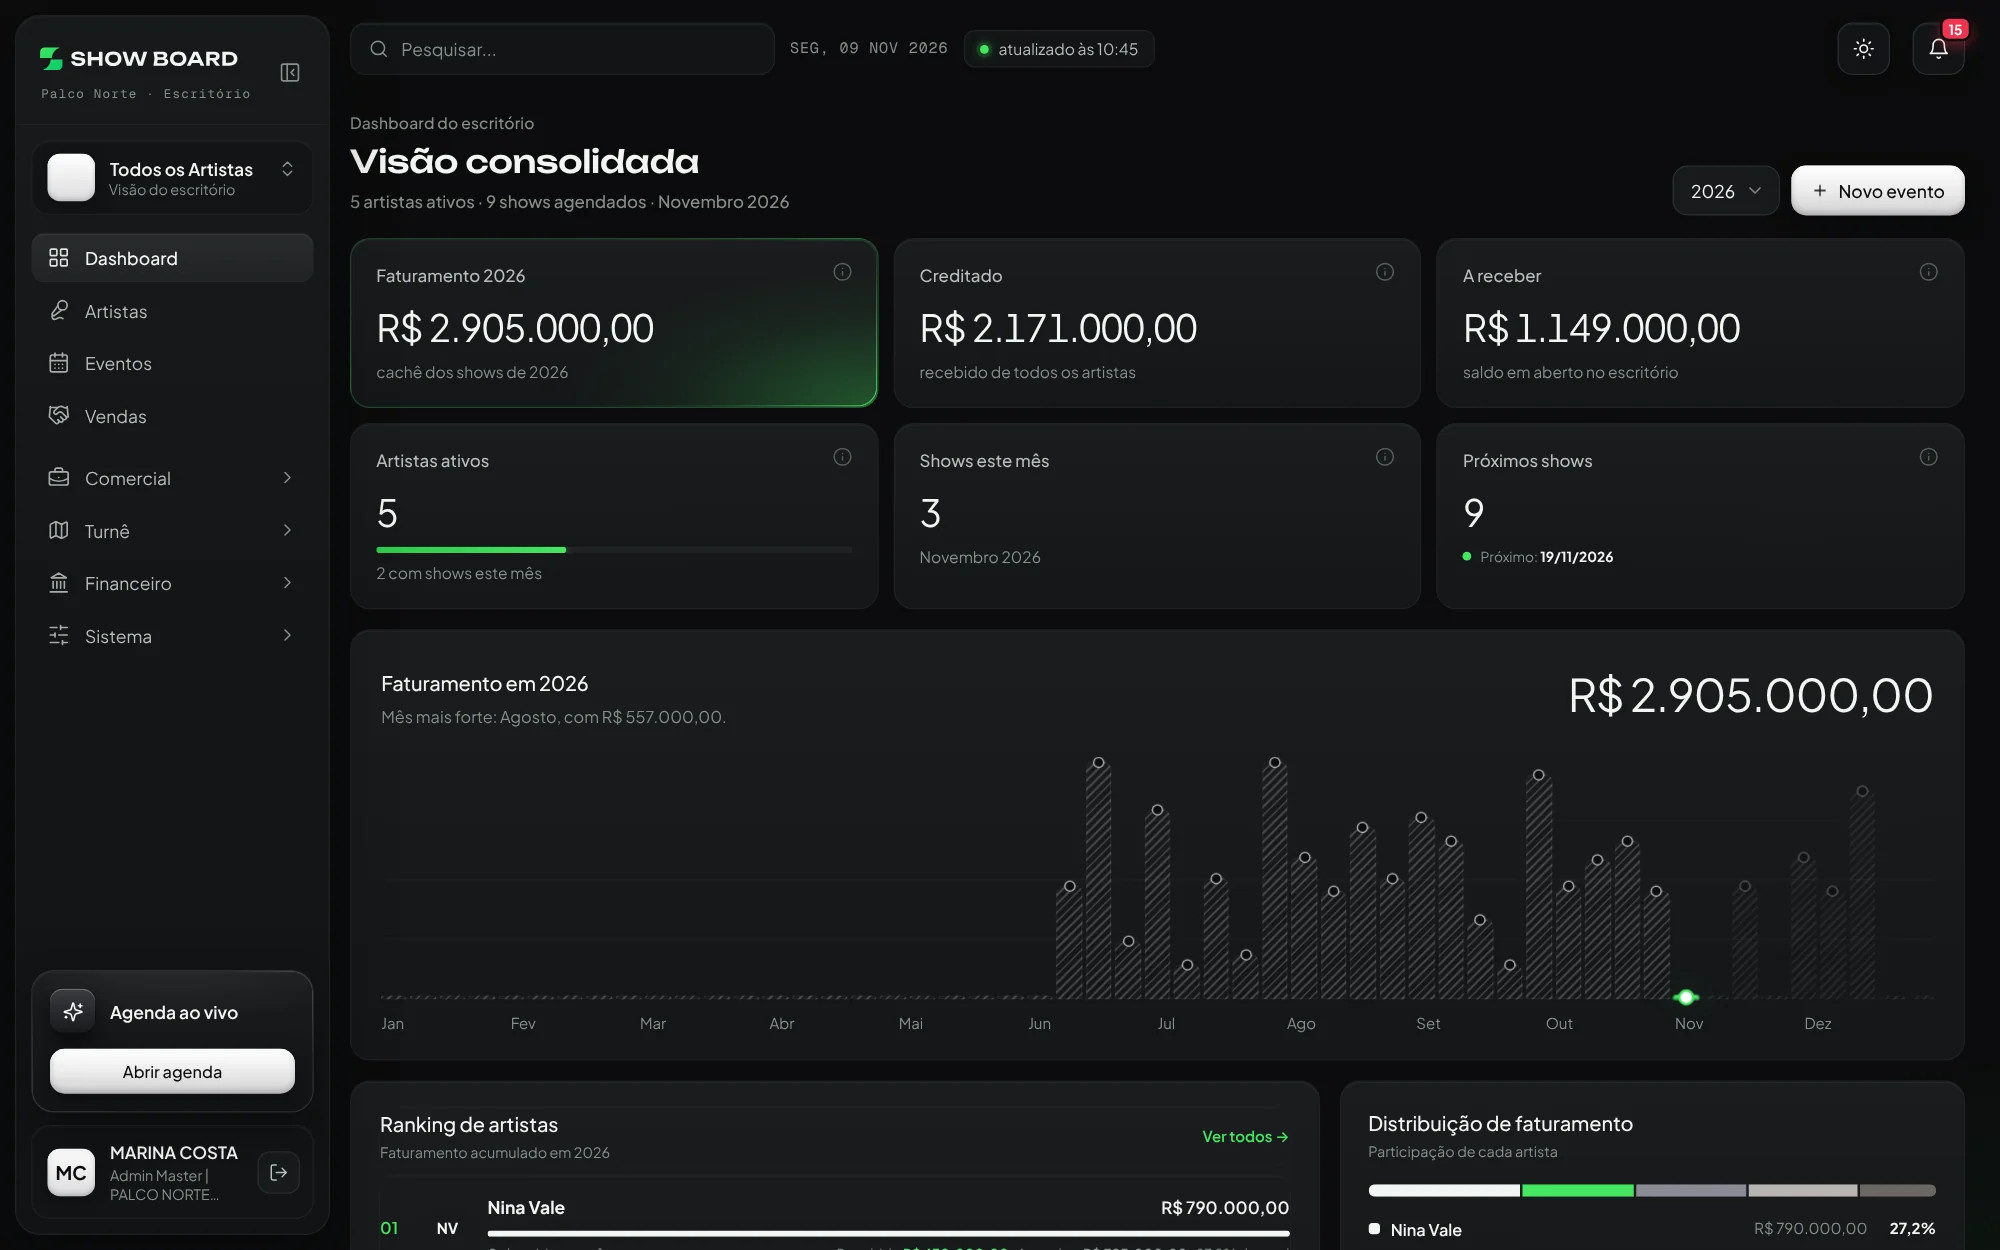 SHOW BOARD
Palco Norte · Escritório
Todos os Artistas
Visão do escritório
Dashboard
Artistas
Eventos
Vendas
Comercial
Turnê
Financeiro
Sistema
Agenda ao vivo
Abrir agenda
MC
MARINA COSTA
Admin Master |
PALCO NORTE...
Pesquisar...
SEG, 09 NOV 2026
atualizado às 10:45
15
Dashboard do escritório
Visão consolidada
5 artistas ativos · 9 shows agendados · Novembro 2026
2026
+ Novo evento
Faturamento 2026
R$ 2.905.000,00
cachê dos shows de 2026
Creditado
R$ 2.171.000,00
recebido de todos os artistas
A receber
R$ 1.149.000,00
saldo em aberto no escritório
Artistas ativos
5
2 com shows este mês
Shows este mês
3
Novembro 2026
Próximos shows
9
Próximo: 19/11/2026
Faturamento em 2026
Mês mais forte: Agosto, com R$ 557.000,00.
R$ 2.905.000,00
Jan Fev Mar Abr Mai Jun Jul Ago Set Out Nov Dez
Ranking de artistas
Faturamento acumulado em 2026
Ver todos →
01 NV Nina Vale R$ 790.000,00
Distribuição de faturamento
Participação de cada artista
Nina Vale R$ 790.000,00 27,2%